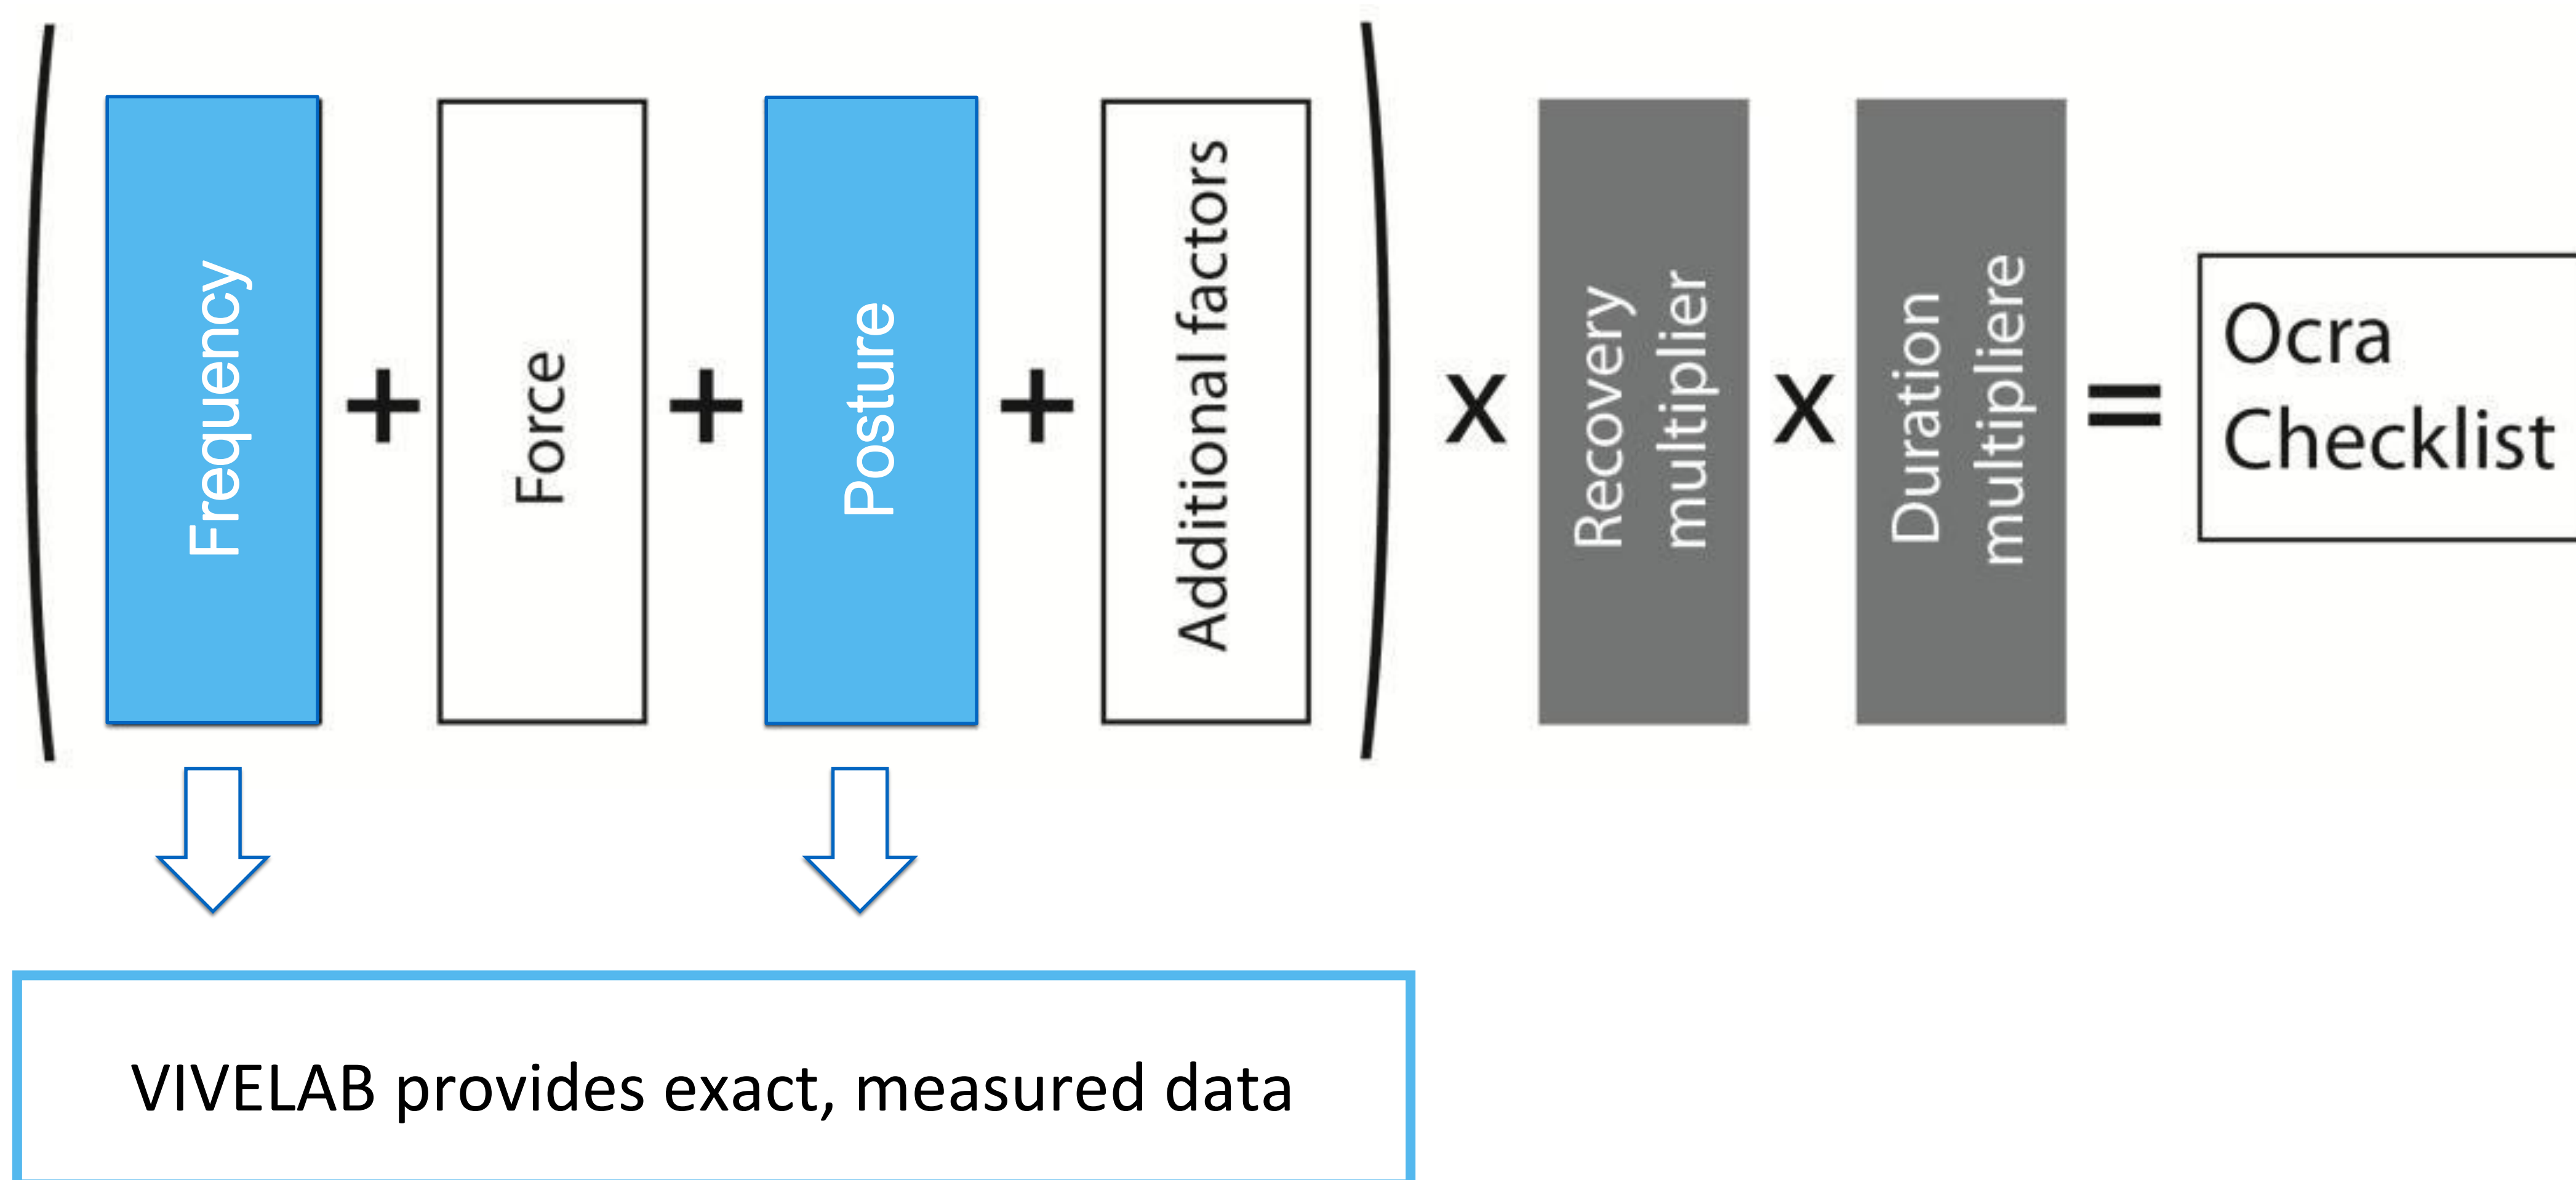 Frequency
+
Force
+
Posture
+
Additional factors
x
Recovery
multiplier
x
Duration
multipliere
=
Ocra
Checklist
VIVELAB provides exact, measured data